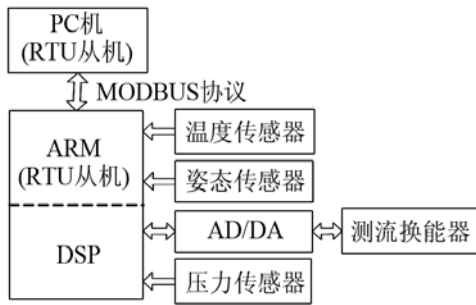 PC机
(RTU从机)
MODBUS协议
ARM
(RTU从机)
温度传感器
姿态传感器
DSP
AD/DA
测流换能器
压力传感器